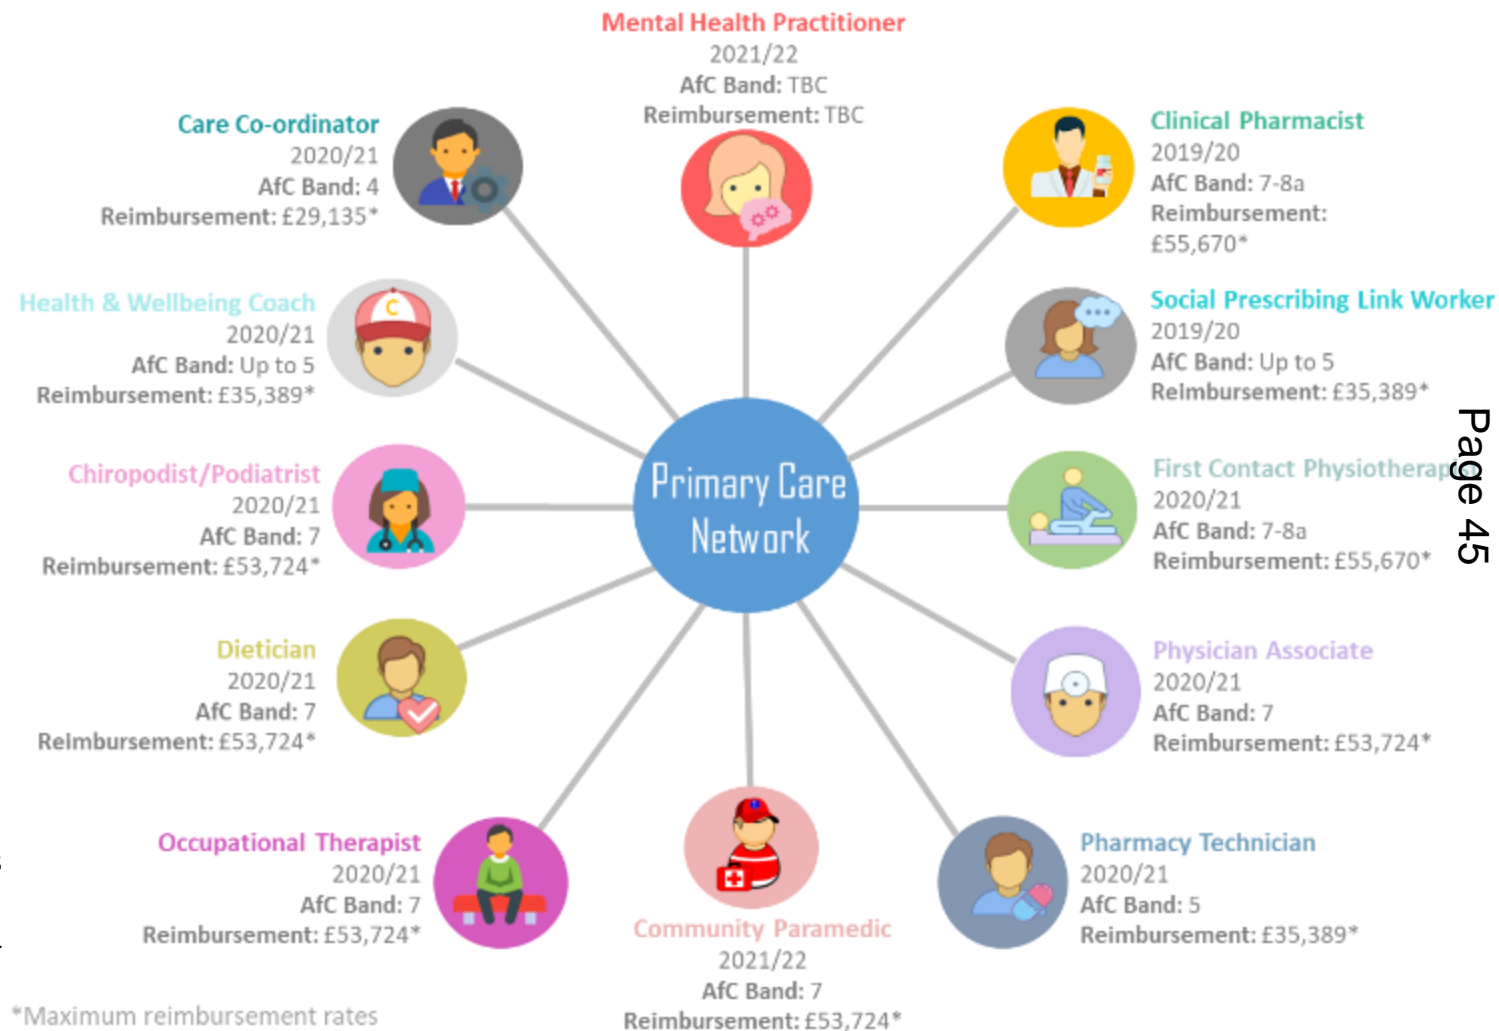 Mental Health Practitioner
2021/22
AfC Band: TBC
Reimbursement: TBC
Clinical Pharmacist
2019/20
AfC Band: 7-8a
Reimbursement:
£55,670*
Social Prescribing Link Worker
2019/20
AfC Band: Up to 5
Reimbursement: £35,389*
First Contact Physiotherapist
2020/21
AfC Band: 7-8a
Reimbursement: £55,670*
Physician Associate
2020/21
AfC Band: 7
Reimbursement: £53,724*
Pharmacy Technician
2020/21
AfC Band: 5
Reimbursement: £35,389*
Community Paramedic
2021/22
AfC Band: 7
Reimbursement: £53,724*
Occupational Therapist
2020/21
AfC Band: 7
Reimbursement: £53,724*
Dietician
2020/21
AfC Band: 7
Reimbursement: £53,724*
Chiropodist/Podiatrist
2020/21
AfC Band: 7
Reimbursement: £53,724*
Health & Wellbeing Coach
2020/21
AfC Band: Up to 5
Reimbursement: £35,389*
Care Co-ordinator
2020/21
AfC Band: 4
Reimbursement: £29,135*
C
Primary Care
Network
*Maximum reimbursement rates
Page 45